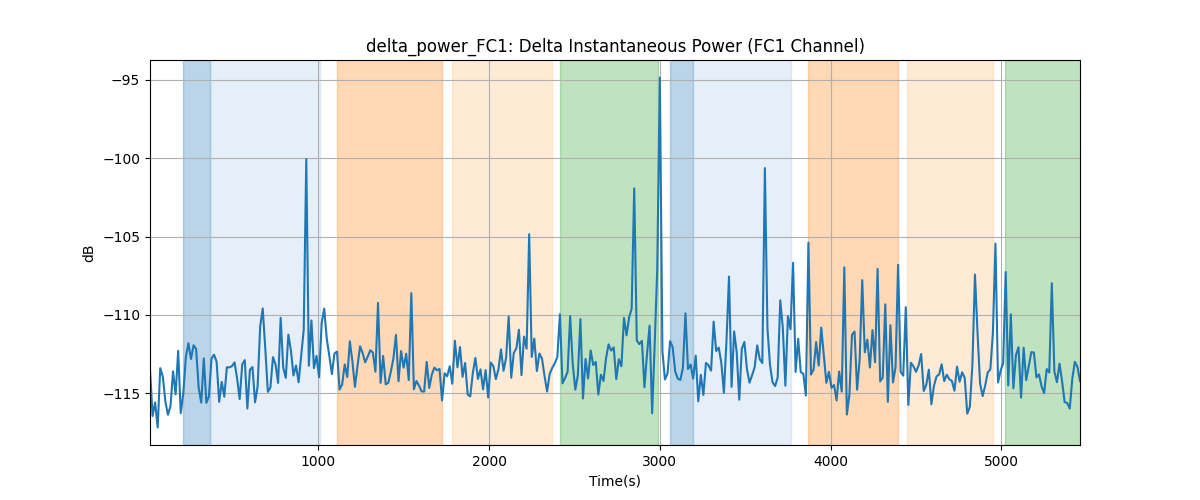 delta_power_FC1: Delta Instantaneous Power (FC1 Channel)
−95
−100
−105
−110
−115
dB
1000 2000 3000 4000 5000
Time(s)